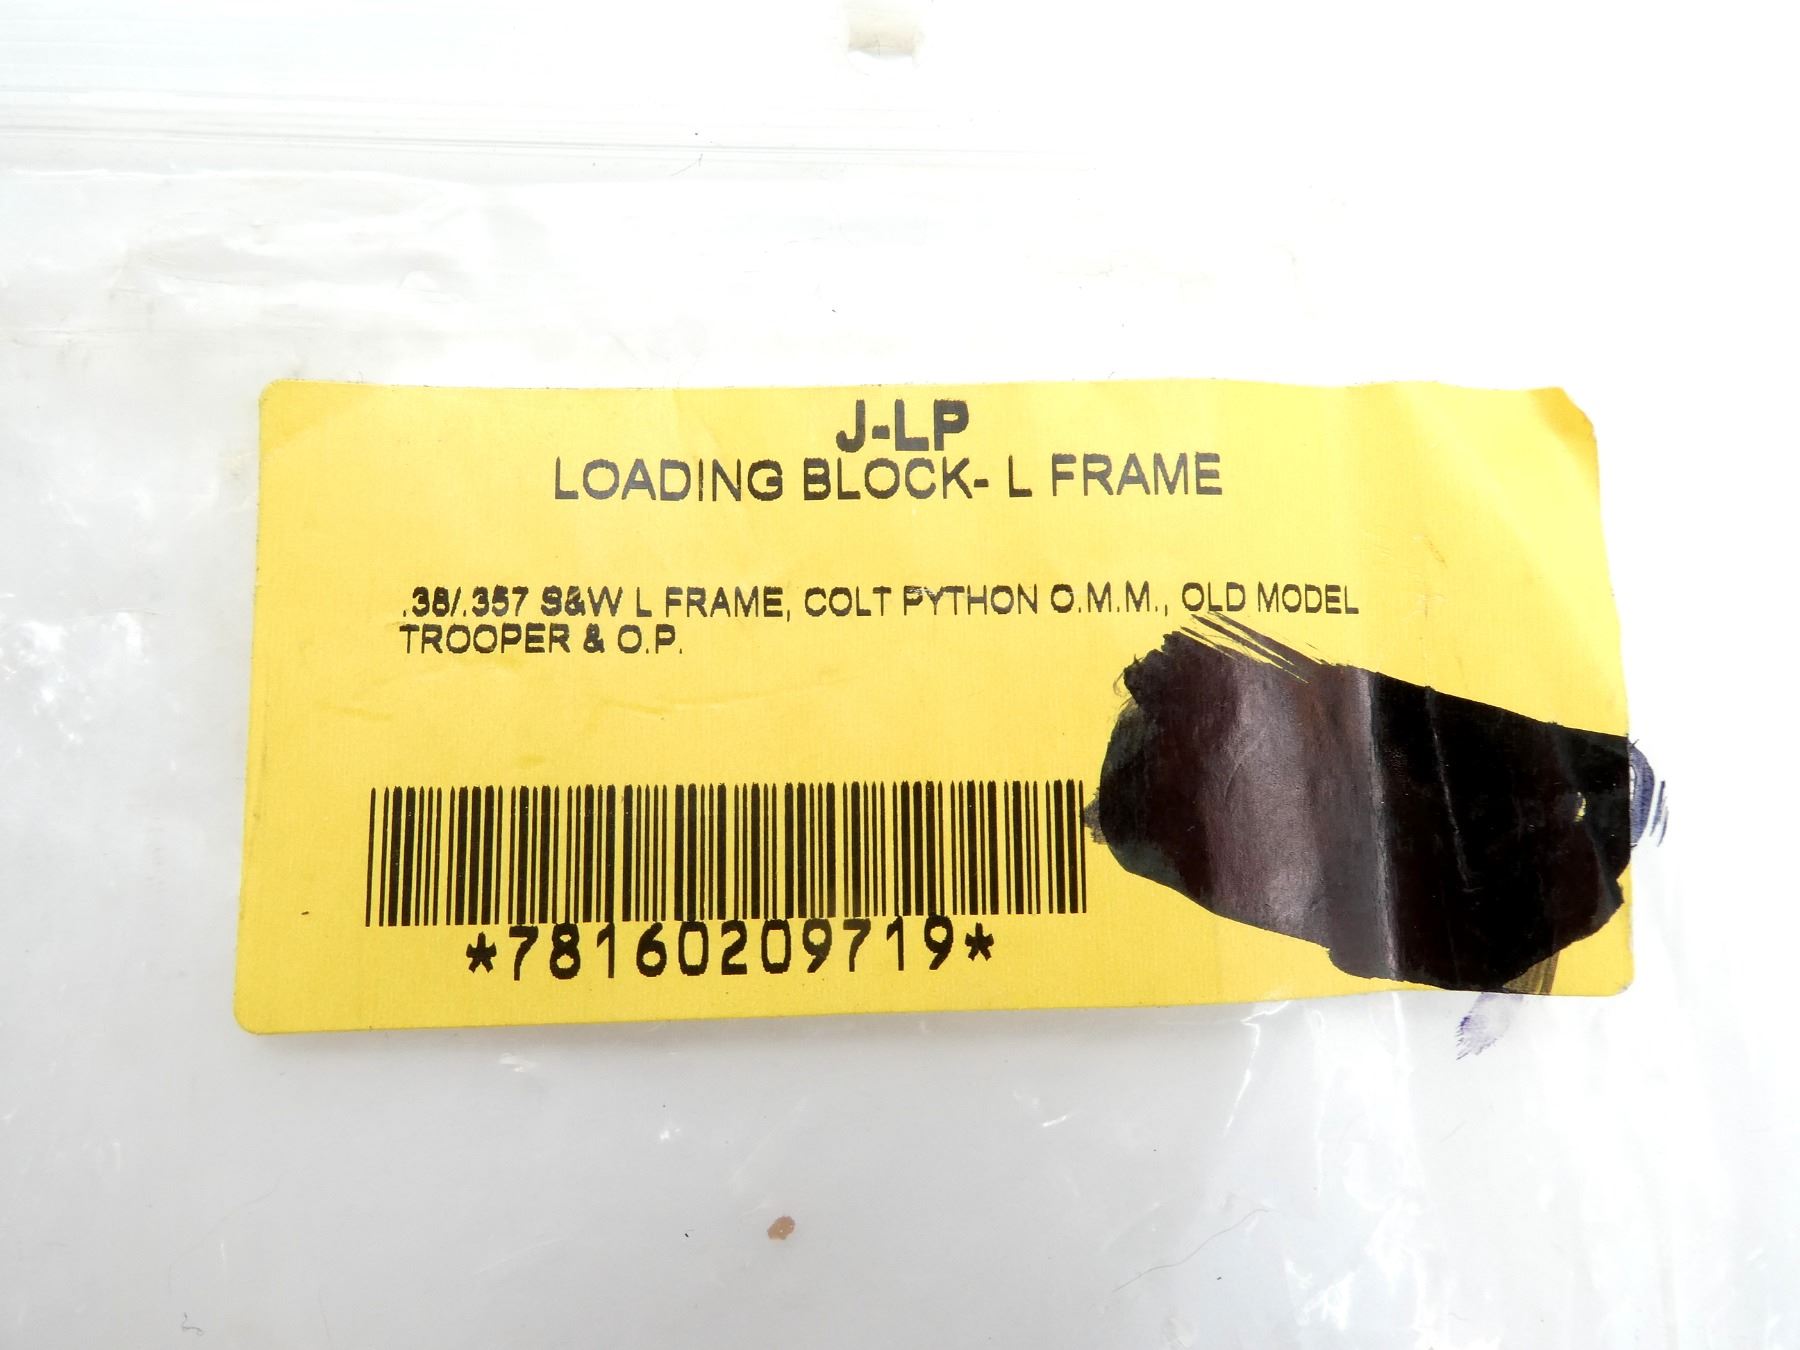 J-LP
LOADING BLOCK- L FRAME
.38/.357 S&W L FRAME, COLT PYTHON O.M.M., OLD MODEL
TROOPER & O.P.
*78160209719*